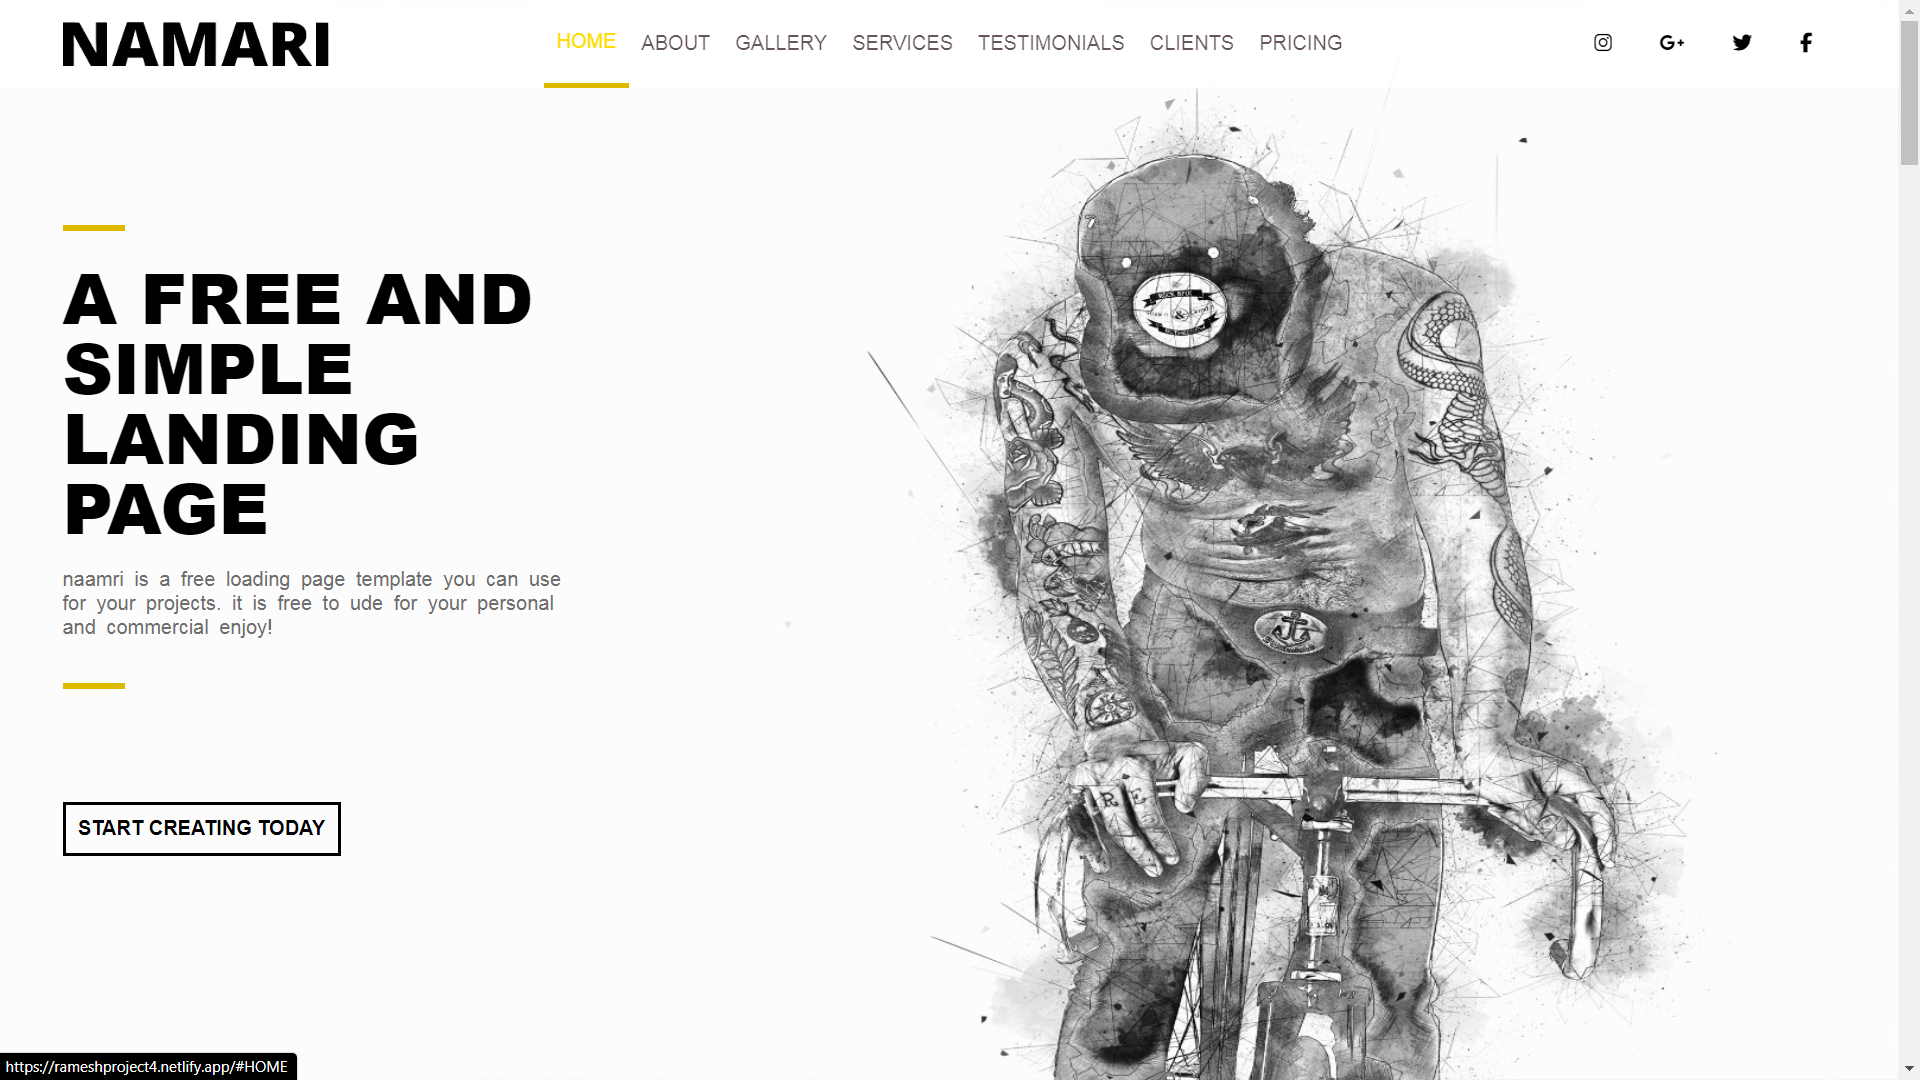 NAMARI
HOME ABOUT GALLERY SERVICES TESTIMONIALS CLIENTS PRICING
A FREE AND
SIMPLE
LANDING
PAGE
naamri is a free loading page template you can use
for your projects. it is free to ude for your personal
and commercial enjoy!
START CREATING TODAY
https://rameshproject4.netlify.app/#HOME